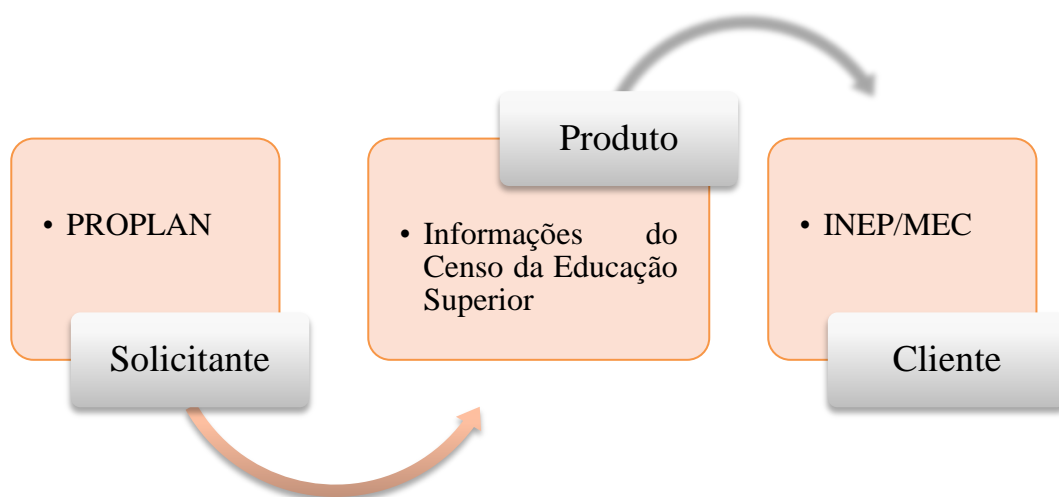 • PROPLAN
Solicitante
Produto
• Informações do
Censo da Educação
Superior
• INEP/MEC
Cliente